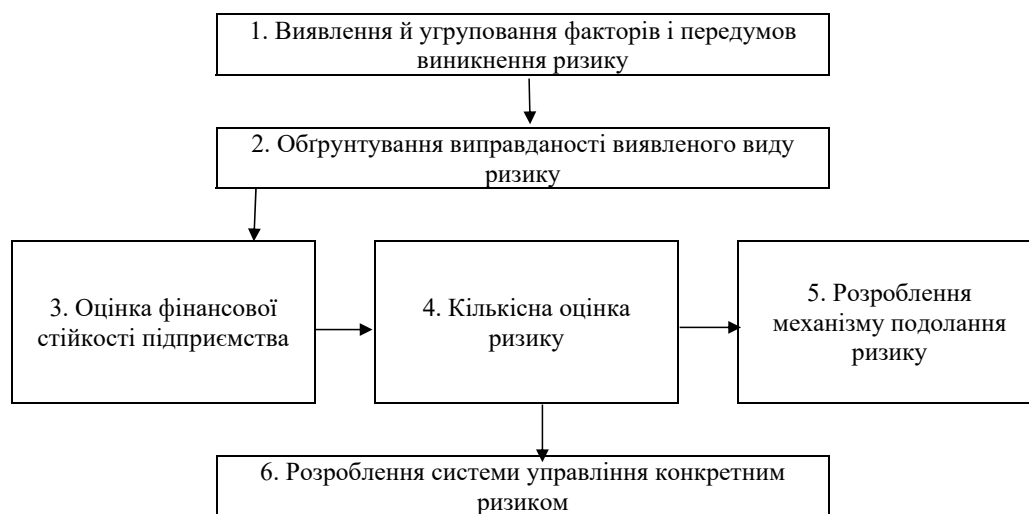 1. Виявлення й угруповання факторів і передумов
виникнення ризику
2. Обґрунтування виправданості виявленого виду
ризику
3. Оцінка фінансової
стійкості підприємства
4. Кількісна оцінка
ризику
5. Розроблення
механізму подолання
ризику
6. Розроблення системи управління конкретним
ризиком